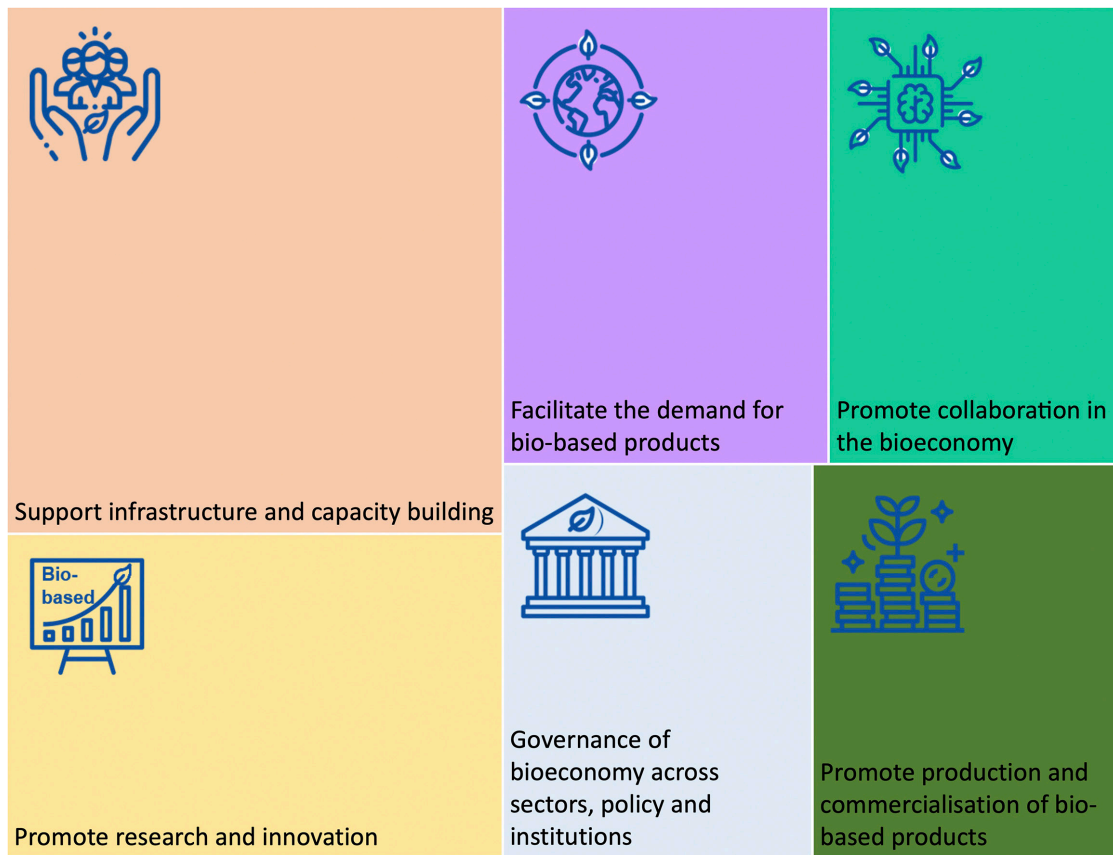 Support infrastructure and capacity building
Facilitate the demand for
bio-based products
Promote collaboration in
the bioeconomy
Bio-
based
Promote research and innovation
Governance of
bioeconomy across
sectors, policy and
institutions
Promote production and
commercialisation of bio-
based products